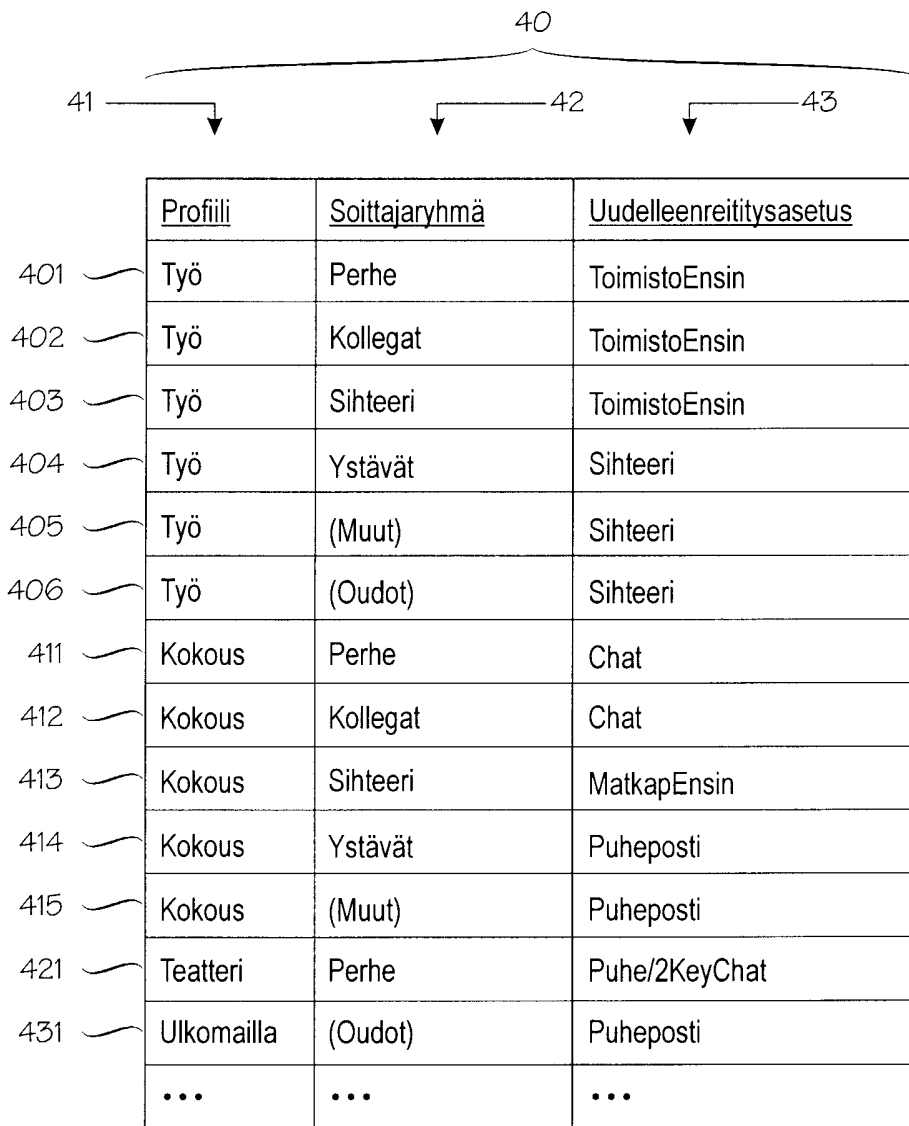 40
41 42 43
Profiili Soittajaryhmä Uudelleenreititysasetus
401 Työ Perhe ToimistoEnsin
402 Työ Kollegat ToimistoEnsin
403 Työ Sihteeri ToimistoEnsin
404 Työ Ystävät Sihteeri
405 Työ (Muut) Sihteeri
406 Työ (Oudot) Sihteeri
411 Kokous Perhe Chat
412 Kokous Kollegat Chat
413 Kokous Sihteeri MatkapEnsin
414 Kokous Ystävät Puheposti
415 Kokous (Muut) Puheposti
421 Teatteri Perhe Puhe/2KeyChat
431 Ulkomailla (Oudot) Puheposti
••• ••• •••